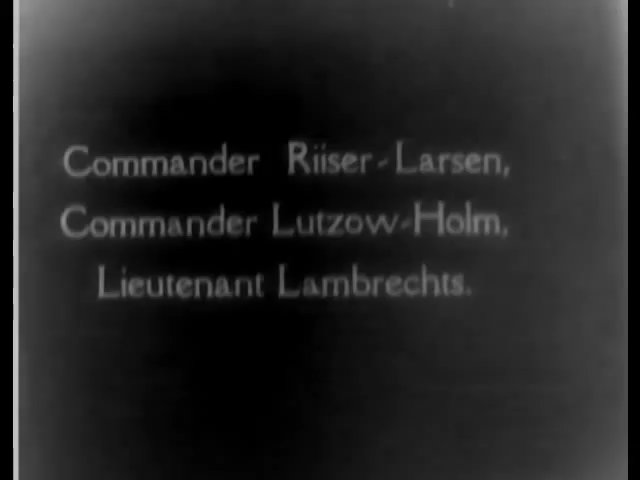 Commander Riiser-Larsen,
Commander Lutzow-Holm,
Lieutenant Lambrechts.